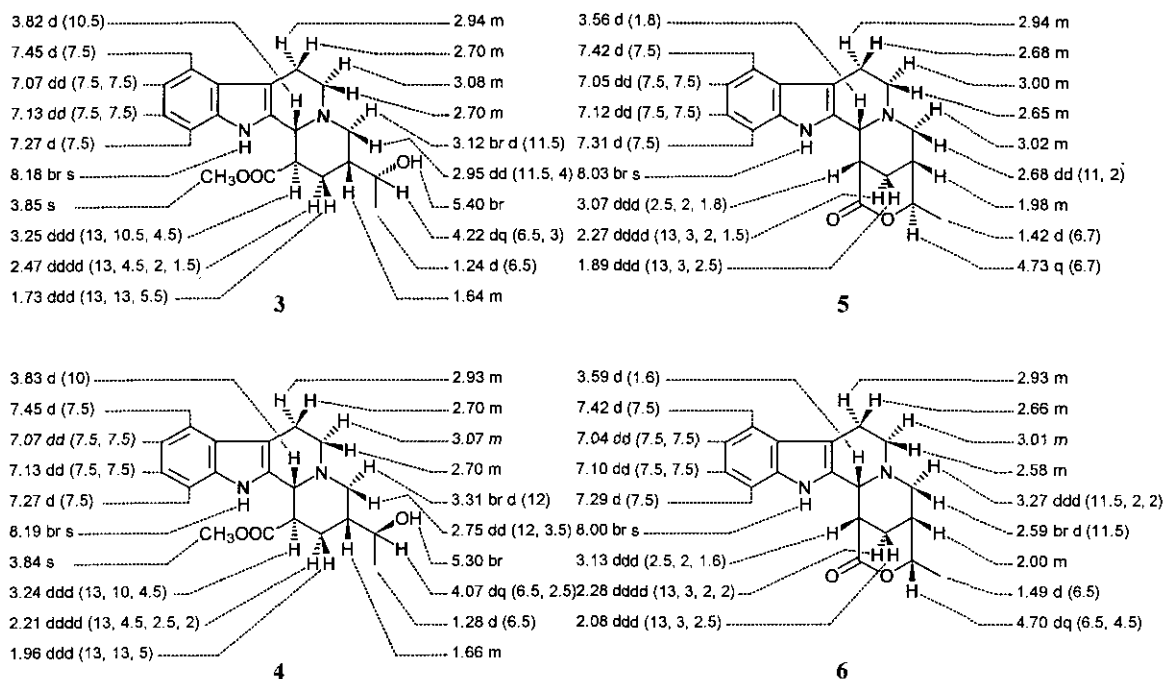 3.82 d (10.5)
7.45 d (7.5)
7.07 dd (7.5, 7.5)
7.13 dd (7.5, 7.5)
7.27 d (7.5)
8.18 br s
3.85 s
3.25 ddd (13, 10.5, 4.5)
2.47 dddd (13, 4.5, 2, 1.5)
1.73 ddd (13, 13, 5.5)
H H
H
H
H
N
H
N
H
H
CH₃OOC
OH
H
H
H H
H
2.94 m
2.70 m
3.08 m
2.70 m
3.12 br d (11.5)
2.95 dd (11.5, 4)
5.40 br
4.22 dq (6.5, 3)
1.24 d (6.5)
1.64 m
3
3.56 d (1.8)
7.42 d (7.5)
7.05 dd (7.5, 7.5)
7.12 dd (7.5, 7.5)
7.31 d (7.5)
8.03 br s
3.07 ddd (2.5, 2, 1.8)
2.27 dddd (13, 3, 2, 1.5)
1.89 ddd (13, 3, 2.5)
H H
H
H
H
N
H
N
H
H
H
H
H H
O
O
H
2.94 m
2.68 m
3.00 m
2.65 m
3.02 m
2.68 dd (11, 2)
1.98 m
1.42 d (6.7)
4.73 q (6.7)
5
3.83 d (10)
7.45 d (7.5)
7.07 dd (7.5, 7.5)
7.13 dd (7.5, 7.5)
7.27 d (7.5)
8.19 br s
3.84 s
3.24 ddd (13, 10, 4.5)
2.21 dddd (13, 4.5, 2.5, 2)
1.96 ddd (13, 13, 5)
H H
H
H
H
N
H
N
H
H
CH₃OOC
OH
H
H
H H
H
2.93 m
2.70 m
3.07 m
2.70 m
3.31 br d (12)
2.75 dd (12, 3.5)
5.30 br
4.07 dq (6.5, 2.5)
1.28 d (6.5)
1.66 m
4
3.59 d (1.6)
7.42 d (7.5)
7.04 dd (7.5, 7.5)
7.10 dd (7.5, 7.5)
7.29 d (7.5)
8.00 br s
3.13 ddd (2.5, 2, 1.6)
2.28 dddd (13, 3, 2, 2)
2.08 ddd (13, 3, 2.5)
H H
H
H
H
N
H
N
H
H
H
H
H H
O
O
H
2.93 m
2.66 m
3.01 m
2.58 m
3.27 ddd (11.5, 2, 2)
2.59 br d (11.5)
2.00 m
1.49 d (6.5)
4.70 dq (6.5, 4.5)
6